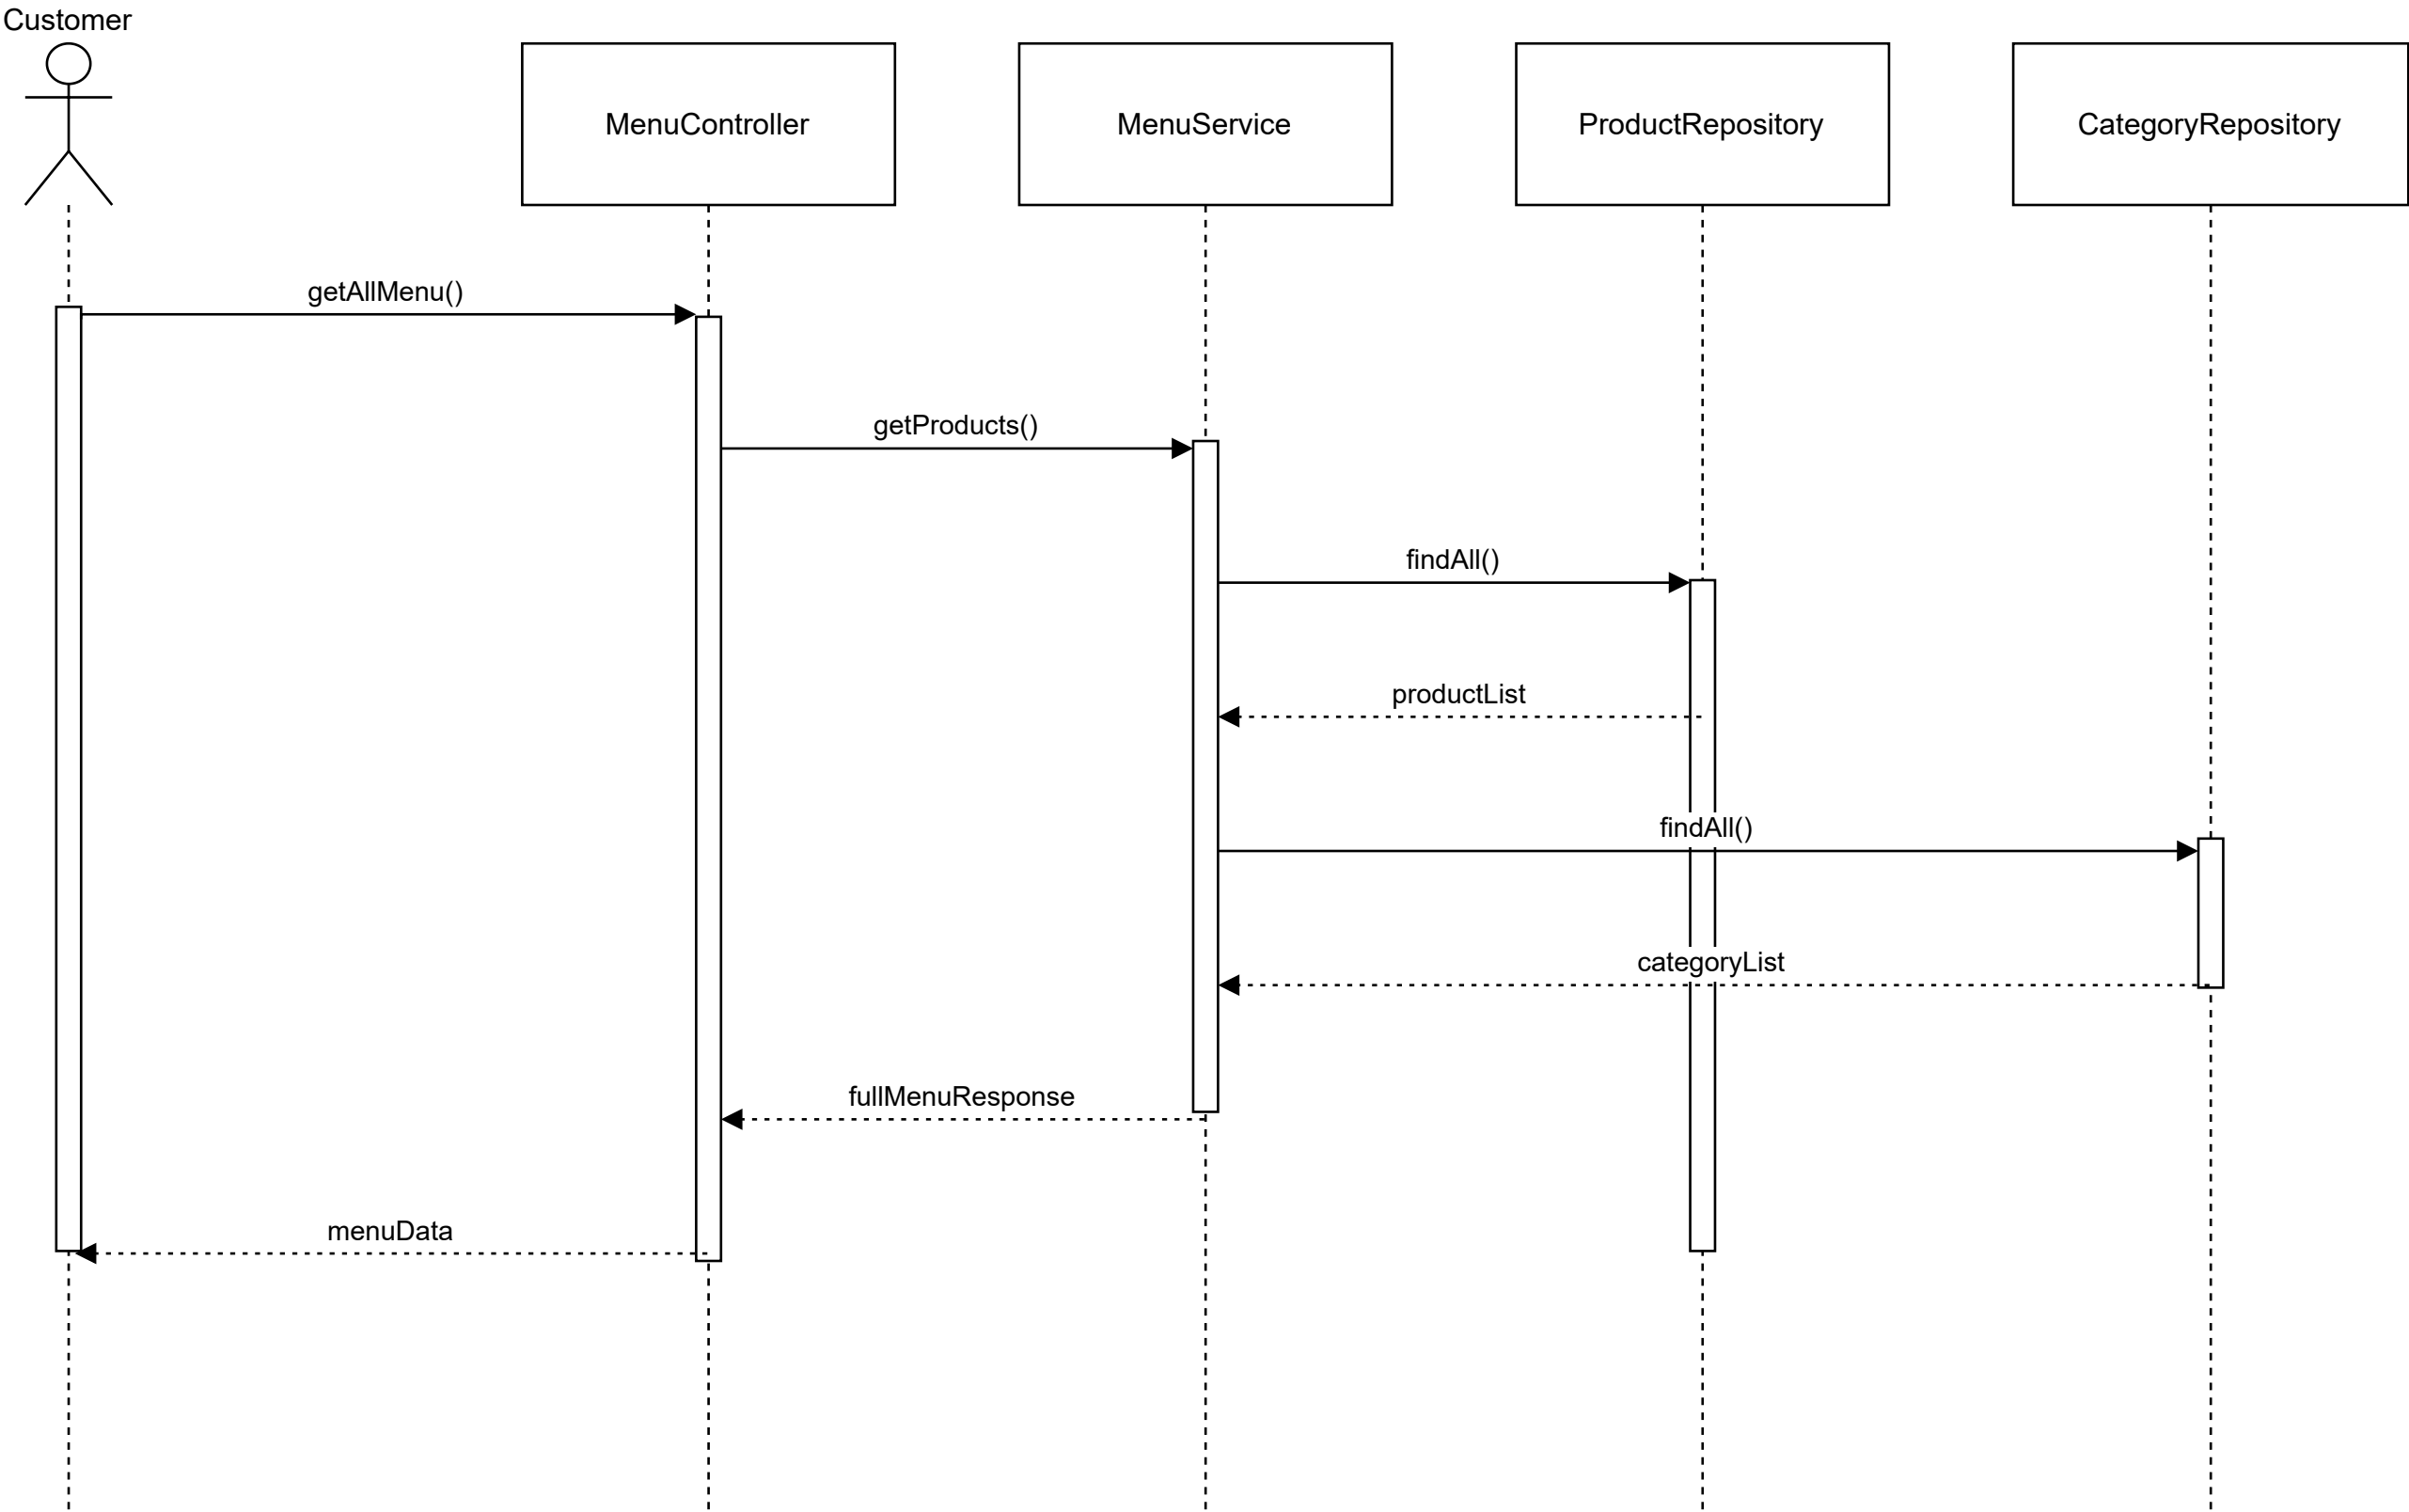 Customer
MenuController
MenuService
ProductRepository
CategoryRepository
getAllMenu()
getProducts()
findAll()
productList
findAll()
categoryList
fullMenuResponse
menuData